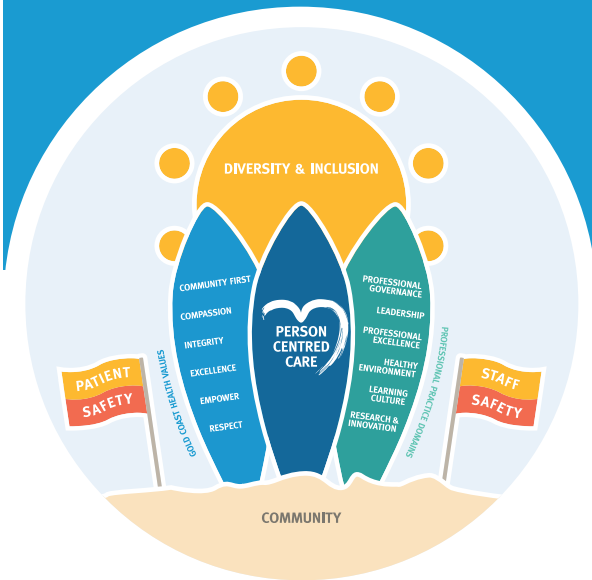 DIVERSITY & INCLUSION
COMMUNITY FIRST
COMPASSION
INTEGRITY
EXCELLENCE
EMPOWER
RESPECT
GOLD COAST HEALTH VALUES
PERSON
CENTRED
CARE
PROFESSIONAL
GOVERNANCE
LEADERSHIP
PROFESSIONAL
EXCELLENCE
HEALTHY
ENVIRONMENT
LEARNING
CULTURE
RESEARCH &
INNOVATION
PROFESSIONAL PRACTICE DOMAINS
PATIENT
SAFETY
STAFF
SAFETY
COMMUNITY